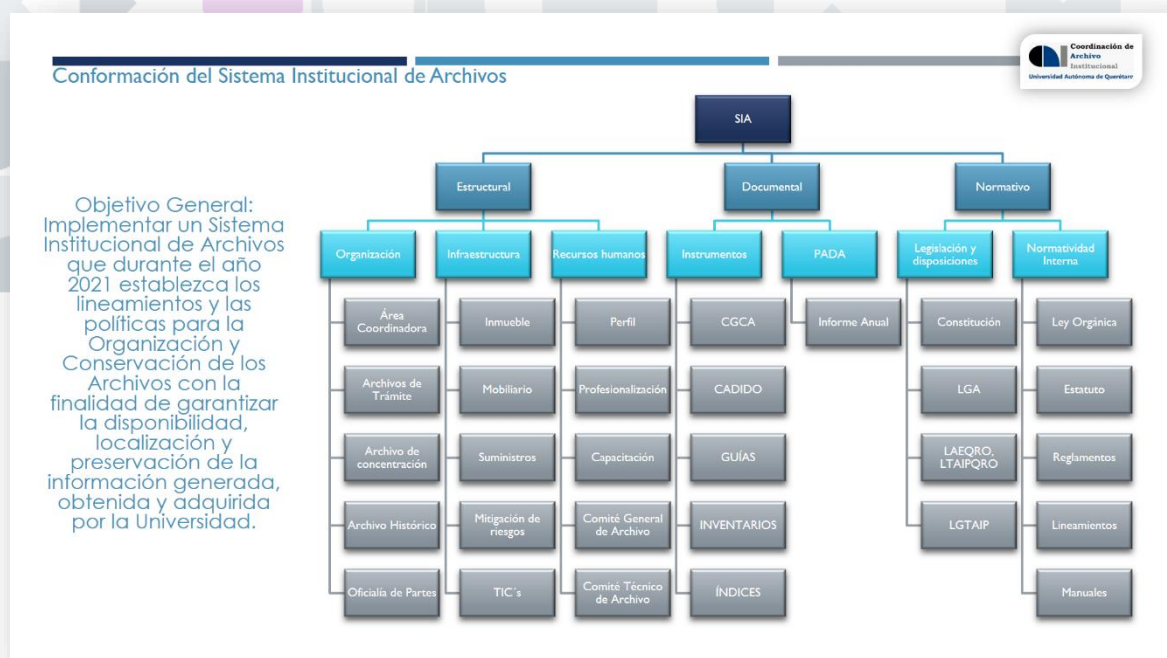 Coordinación de
Archivo
Institucional
Universidad Autónoma de Querétaro
Conformación del Sistema Institucional de Archivos
Objetivo General:
Implementar un Sistema
Institucional de Archivos
que durante el año
2021 establezca los
lineamientos y las
políticas para la
Organización y
Conservación de los
Archivos con la
finalidad de garantizar
la disponibilidad,
localización y
preservación de la
información generada,
obtenida y adquirida
por la Universidad.
SIA
Estructural
Documental
Normativo
Organización
Infraestructura
Recursos humanos
Instrumentos
PADA
Legislación y
disposiciones
Normatividad
Interna
Área
Coordinadora
Inmueble
Perfil
CGCA
Informe Anual
Constitución
Ley Orgánica
Archivos de
Trámite
Mobiliario
Profesionalización
CADIDO
LGA
Estatuto
Archivo de
concentración
Suministros
Capacitación
GUÍAS
LAEQRO,
LTAIPQRO
Reglamentos
Archivo Histórico
Mitigación de
riesgos
Comité General
de Archivo
INVENTARIOS
LGTAIP
Lineamientos
Oficialía de Partes
TIC´s
Comité Técnico
de Archivo
ÍNDICES
Manuales